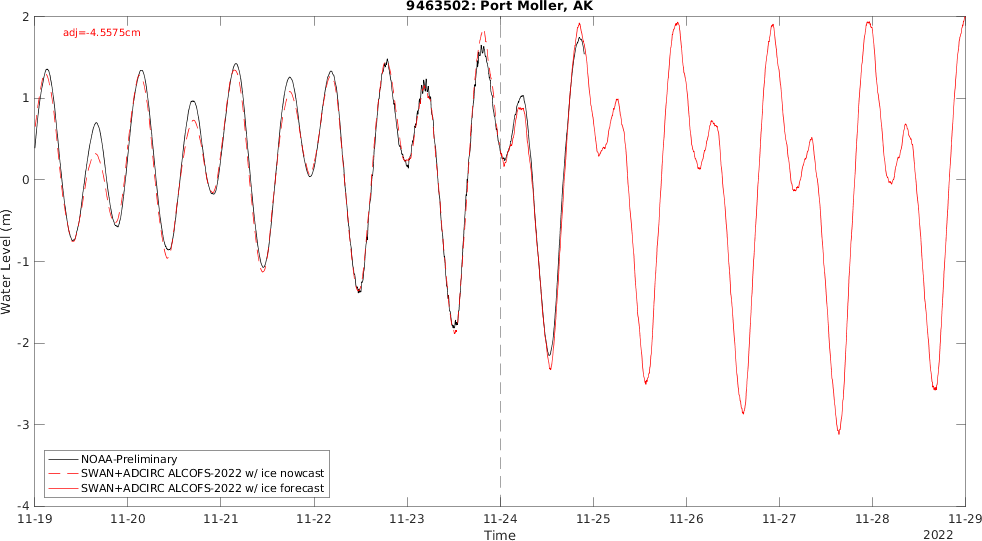 9463502: Port Moller, AK
adj=-4.5575cm
2
1
0
-1
-2
-3
-4
Water Level (m)
NOAA-Preliminary
SWAN+ADCIRC ALCOFS-2022 w/ ice nowcast
SWAN+ADCIRC ALCOFS-2022 w/ ice forecast
11-19 11-20 11-21 11-22 11-23 11-24 11-25 11-26 11-27 11-28 11-29
Time
2022